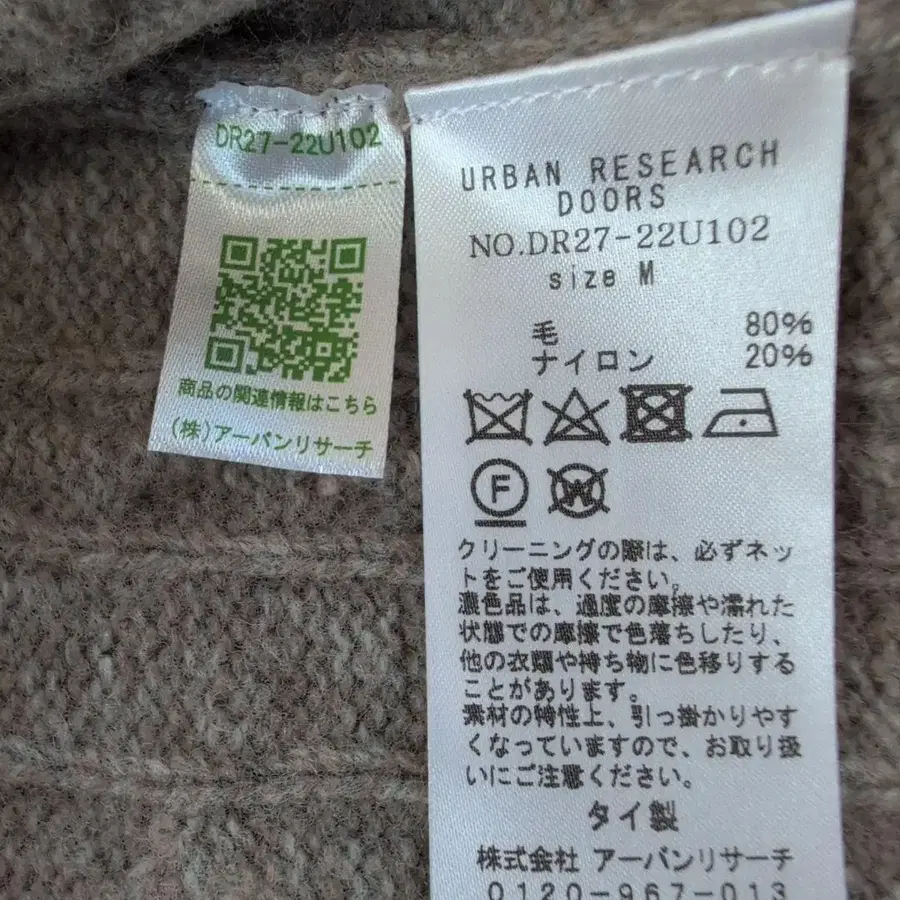 DR27-22U102
商品の関連情報はこちら
(株)アーバンリサーチ
URBAN RESEARCH
DOORS
NO.DR27-22U102
size M
毛 80%
ナイロン 20%
F
W
クリーニングの際は、必ずネッ
トをご使用ください。
濃色品は、過度の摩擦や濡れた
状態での摩擦で色落ちしたり、
他の衣類や持ち物に色移りする
ことがあります。
素材の特性上、引っ掛かりやす
くなっていますので、お取り扱
いにご注意ください。
タイ製
株式会社 アーバンリサーチ
0120-967-013